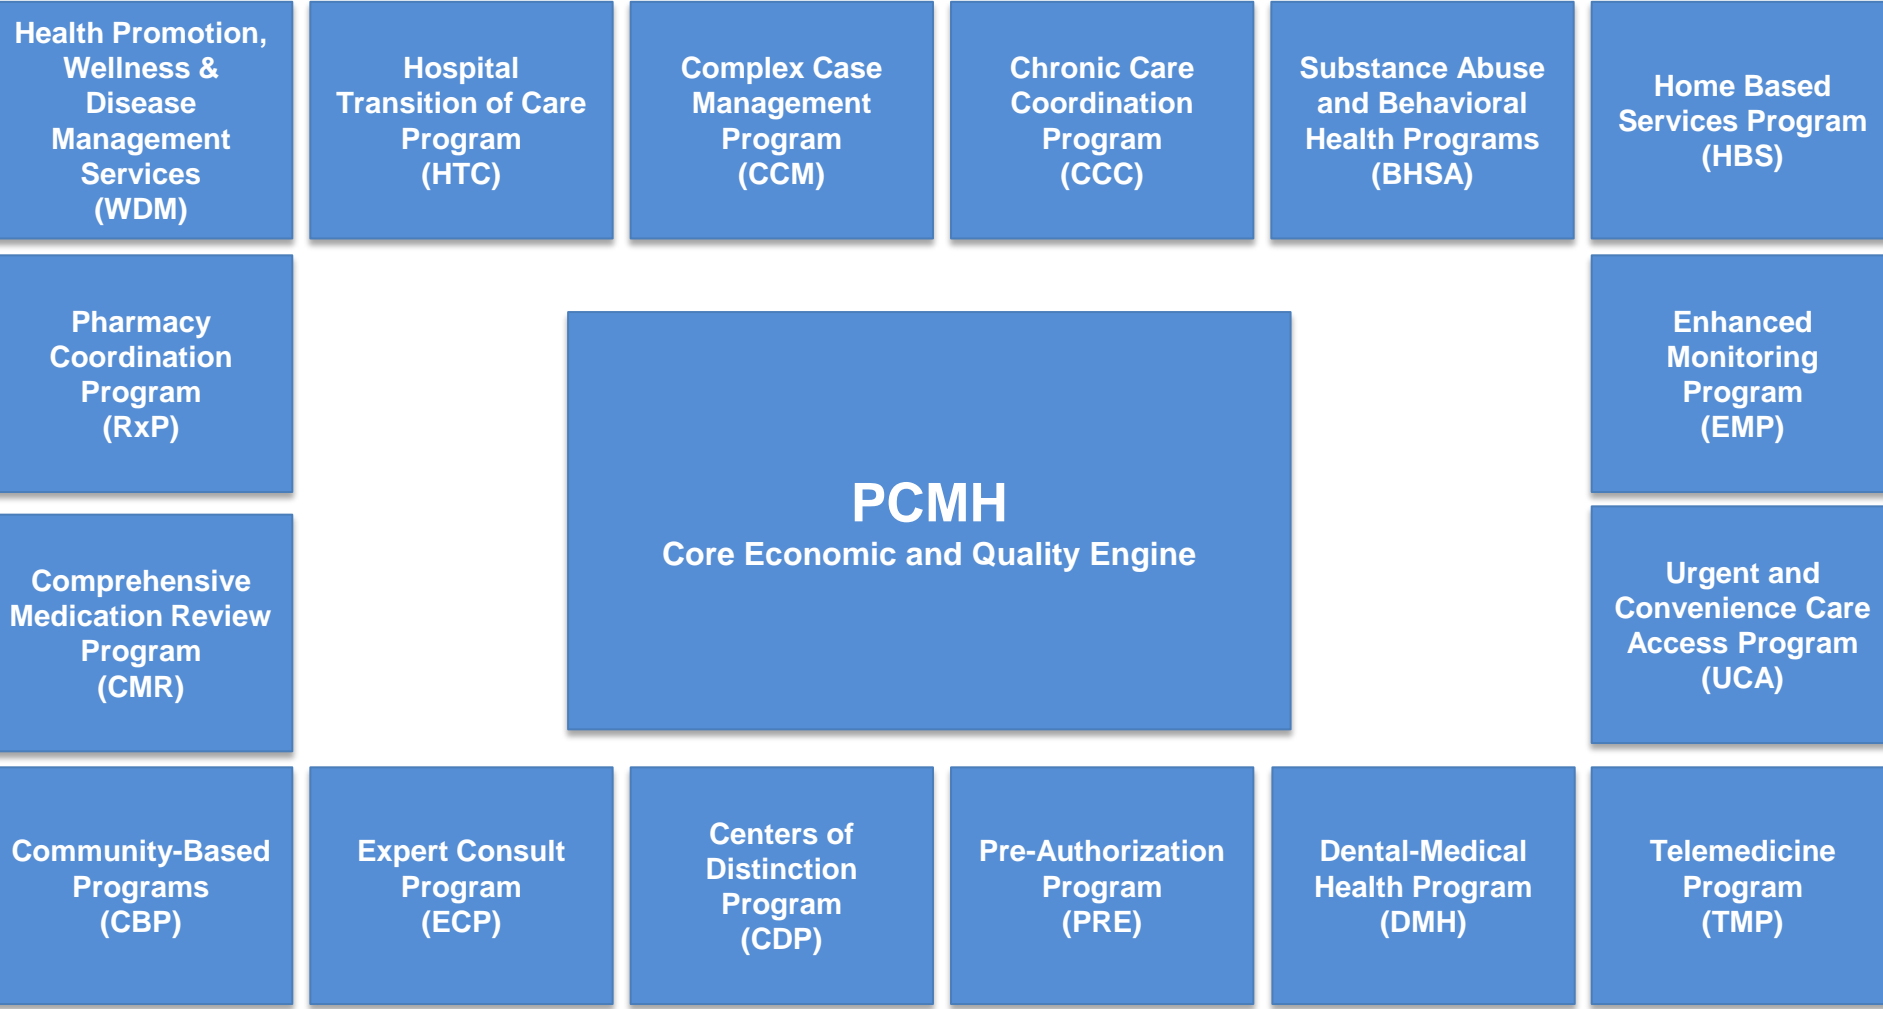 Health Promotion,
Wellness &
Disease
Management
Services
(WDM)
Hospital
Transition of Care
Program
(HTC)
Complex Case
Management
Program
(CCM)
Chronic Care
Coordination
Program
(CCC)
Substance Abuse
and Behavioral
Health Programs
(BHSA)
Home Based
Services Program
(HBS)
Pharmacy
Coordination
Program
(RxP)
PCMH
Core Economic and Quality Engine
Enhanced
Monitoring
Program
(EMP)
Comprehensive
Medication Review
Program
(CMR)
Urgent and
Convenience Care
Access Program
(UCA)
Community-Based
Programs
(CBP)
Expert Consult
Program
(ECP)
Centers of
Distinction
Program
(CDP)
Pre-Authorization
Program
(PRE)
Dental-Medical
Health Program
(DMH)
Telemedicine
Program
(TMP)